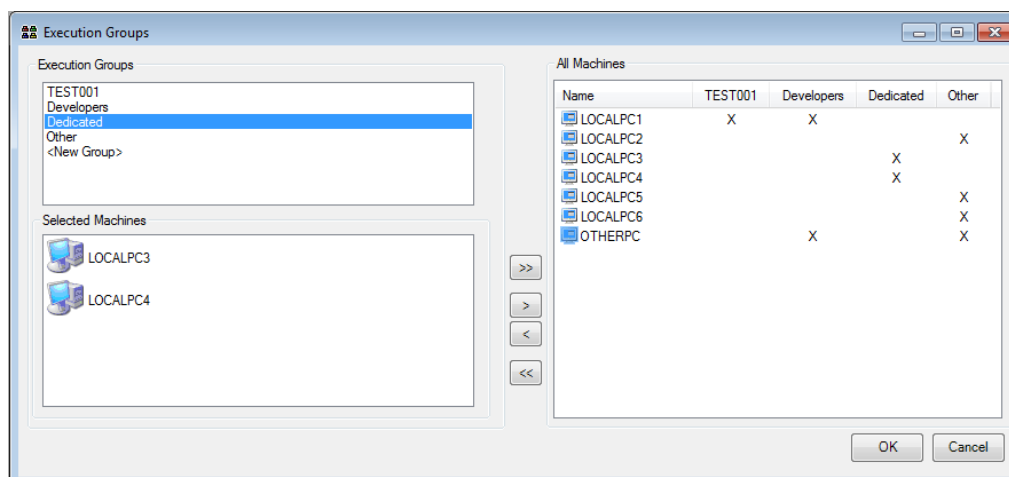 Execution Groups
Execution Groups
TEST001
Developers
Dedicated
Other
<New Group>
Selected Machines
LOCALPC3
LOCALPC4
>>
>
<
<<
All Machines
Name TEST001 Developers Dedicated Other
LOCALPC1 X X
LOCALPC2 X
LOCALPC3 X
LOCALPC4 X
LOCALPC5 X
LOCALPC6 X
OTHERPC X X
OK Cancel